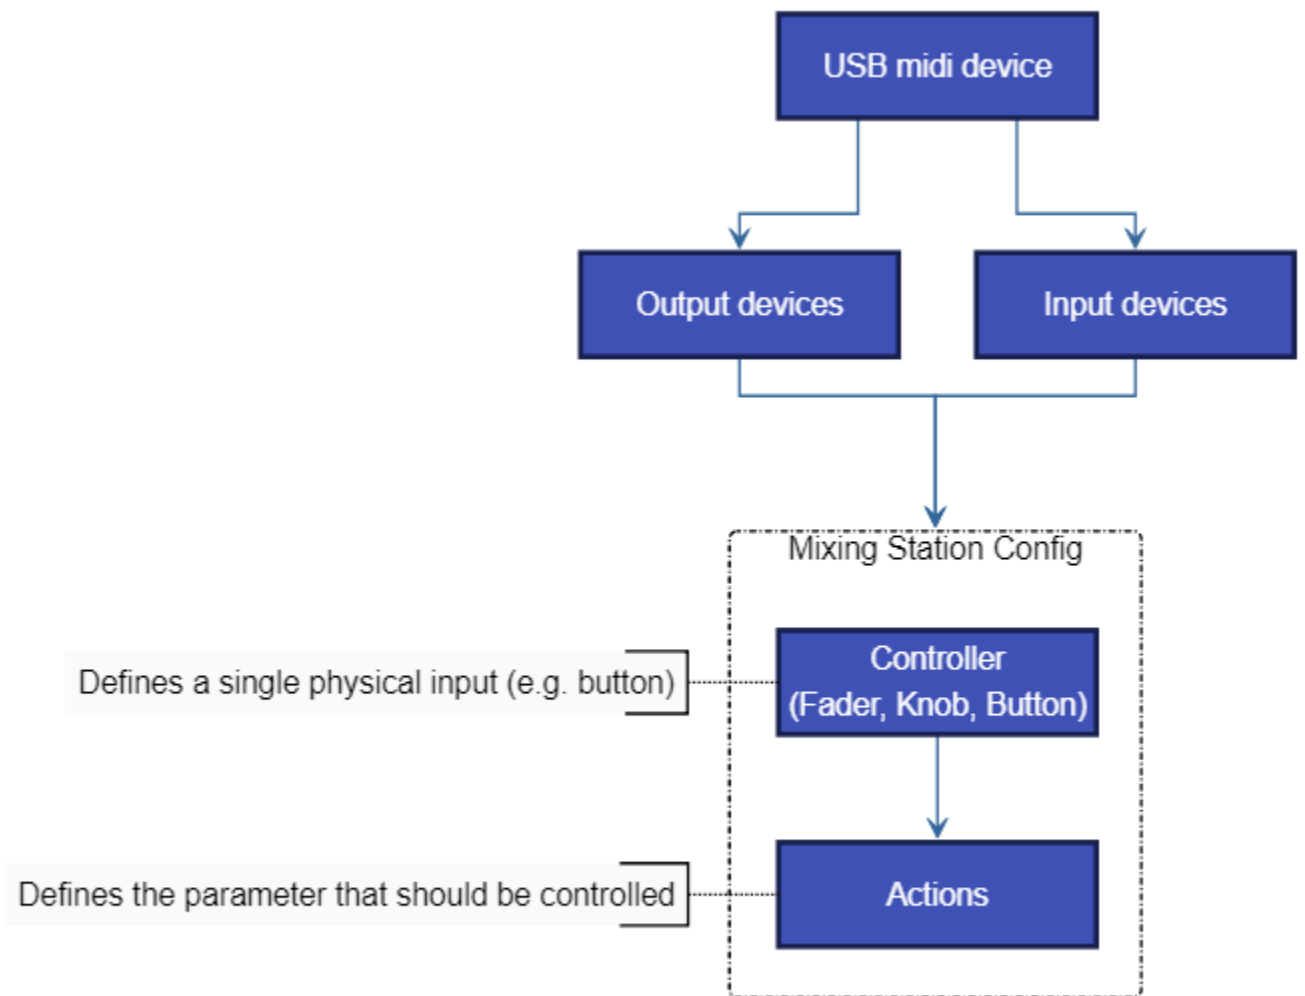 USB midi device
Output devices
Input devices
Mixing Station Config
Defines a single physical input (e.g. button)
Controller
(Fader, Knob, Button)
Defines the parameter that should be controlled
Actions